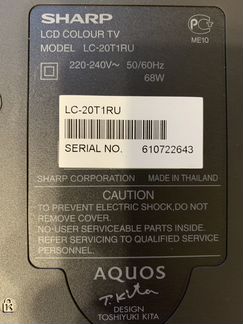 SHARP
LCD COLOUR TV
MODEL LC-20T1RU
ME10
220-240V~ 50/60Hz
68W
LC-20T1RU
SERIAL NO. 610722643
SHARP CORPORATION MADE IN THAILAND
CAUTION
TO PREVENT ELECTRIC SHOCK,DO NOT
REMOVE COVER.
NO-USER SERVICEABLE PARTS INSIDE.
REFER SERVICING TO QUALIFIED SERVICE
PERSONNEL.
AQUOS
T.Kita
DESIGN
TOSHIYUKI KITA